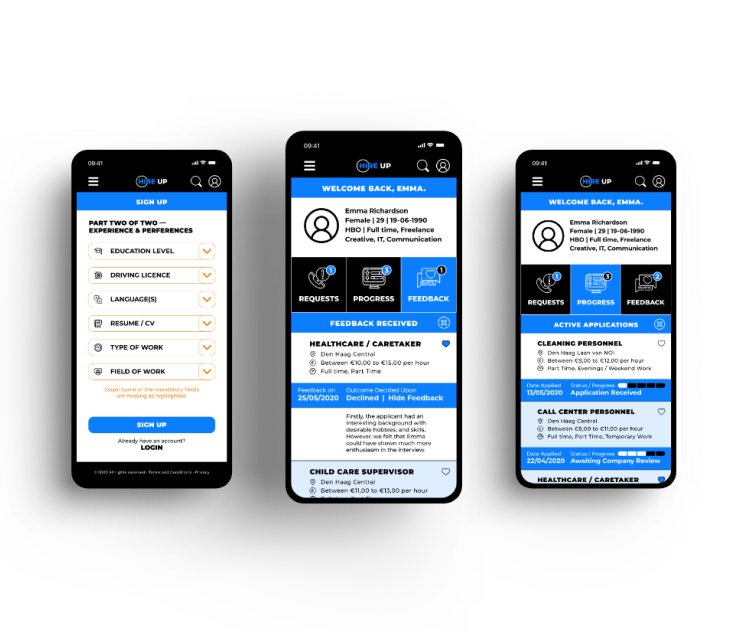 09:41
HIRE UP
SIGN UP
PART TWO OF TWO —
EXPERIENCE & PERFERENCES
EDUCATION LEVEL
DRIVING LICENCE
LANGUAGE(S)
RESUME / CV
TYPE OF WORK
FIELD OF WORK
Oops! Some of the mandatory fields
are missing as highlighted.
SIGN UP
Already have an account?
LOGIN
© 2020 All rights reserved - Terms and Conditions - Privacy
09:41
HIRE UP
WELCOME BACK, EMMA.
Emma Richardson
Female | 29 | 19-06-1990
HBO | Full time, Freelance
Creative, IT, Communication
1
3
1
REQUESTS
PROGRESS
FEEDBACK
FEEDBACK RECEIVED
HEALTHCARE / CARETAKER
Den Haag Central
Between €10,00 to €15,00 per hour
Full time, Part Time
Feedback on
Outcome Decided Upon
25/05/2020
Declined | Hide Feedback
Firstly, the applicant had an
interesting background with
desirable hobbies, and skills.
However, we felt that Emma
could have shown much more
enthusiasm in the interview.
CHILD CARE SUPERVISOR
Den Haag Central
Between €11,00 to €13,00 per hour
09:41
HIRE UP
WELCOME BACK, EMMA.
Emma Richardson
Female | 29 | 19-06-1990
HBO | Full time, Freelance
Creative, IT, Communication
1
3
2
REQUESTS
PROGRESS
FEEDBACK
ACTIVE APPLICATIONS
CLEANING PERSONNEL
Den Haag Laan van NOI
Between €9,00 to €12,00 per hour
Part Time, Evenings / Weekend Work
Date Applied
Status / Progress
13/05/2020
Application Received
CALL CENTER PERSONNEL
Den Haag Central
Between €8,00 to €11,00 per hour
Full time, Part Time, Temporary Work
Date Applied
Status / Progress
22/04/2020
Awaiting Company Review
HEALTHCARE / CARETAKER